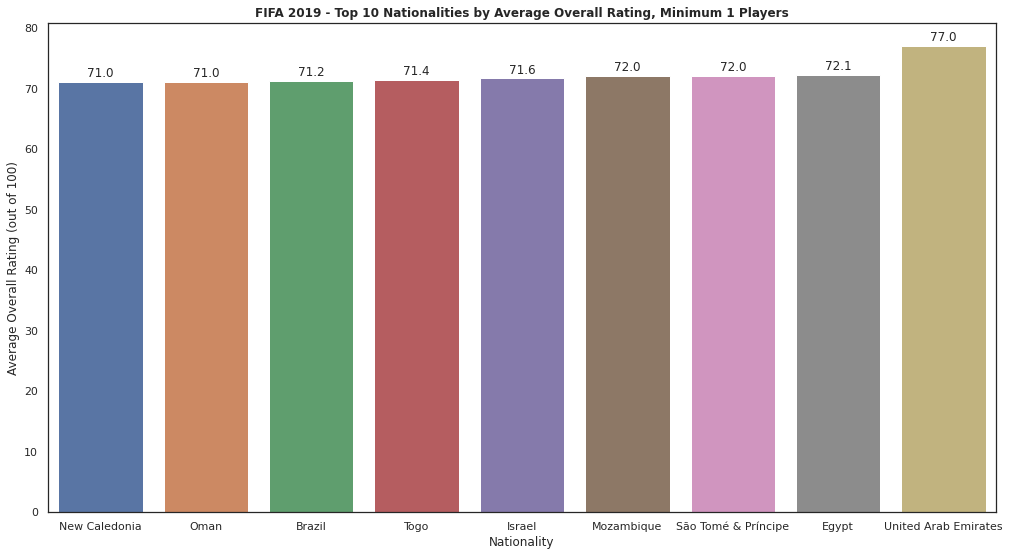 FIFA 2019 - Top 10 Nationalities by Average Overall Rating, Minimum 1 Players
Average Overall Rating (out of 100)
80
70
60
50
40
30
20
10
0
71.0 71.0 71.2 71.4 71.6 72.0 72.0 72.1 77.0
New Caledonia Oman Brazil Togo Israel Mozambique São Tomé & Príncipe Egypt United Arab Emirates
Nationality